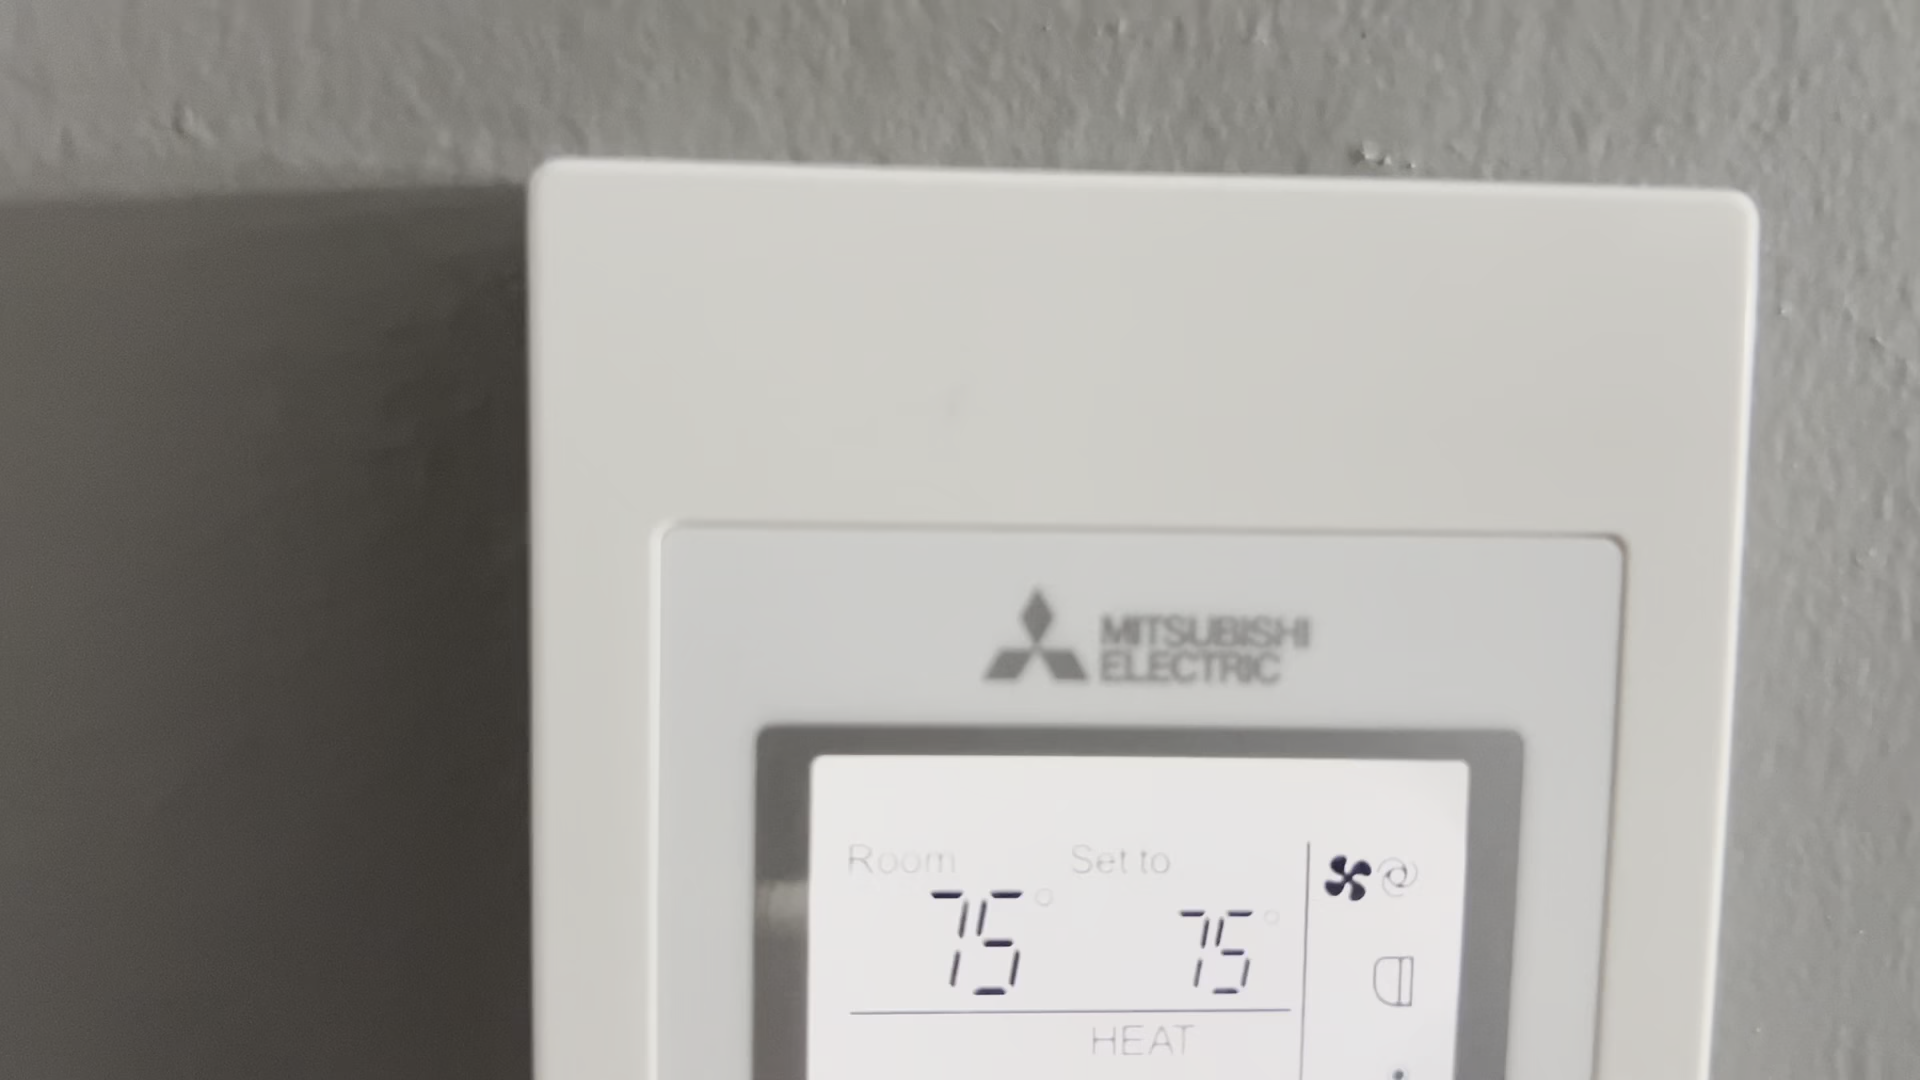 MITSUBISHI
ELECTRIC
Room Set to
75° 75°
HEAT